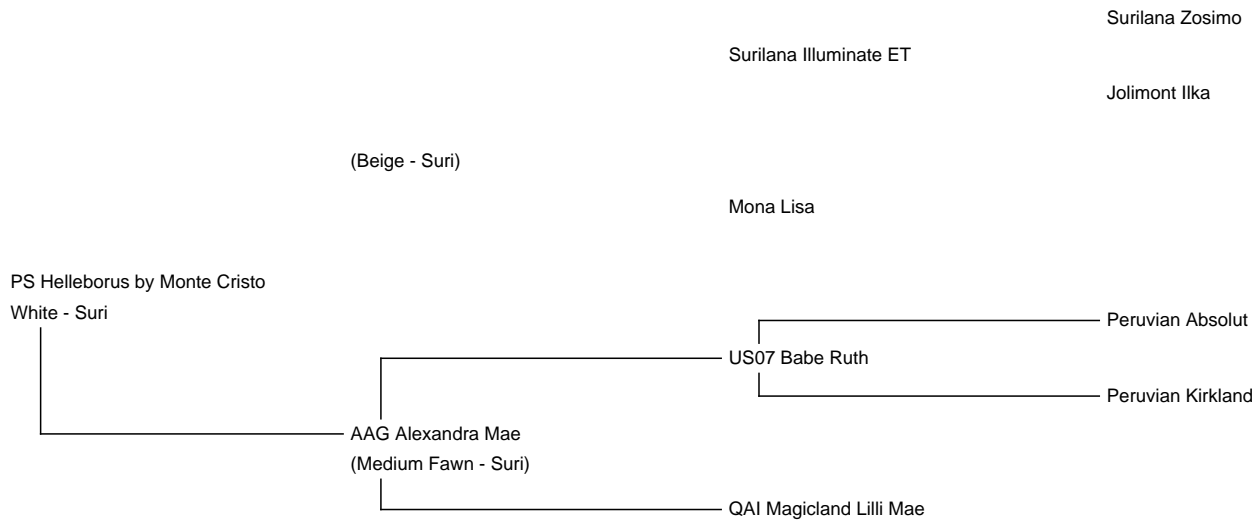 Surilana Zosimo
Surilana Illuminate ET
Jolimont Ilka
(Beige - Suri)
Mona Lisa
PS Helleborus by Monte Cristo
White - Suri
Peruvian Absolut
US07 Babe Ruth
Peruvian Kirkland
AAG Alexandra Mae
(Medium Fawn - Suri)
QAI Magicland Lilli Mae